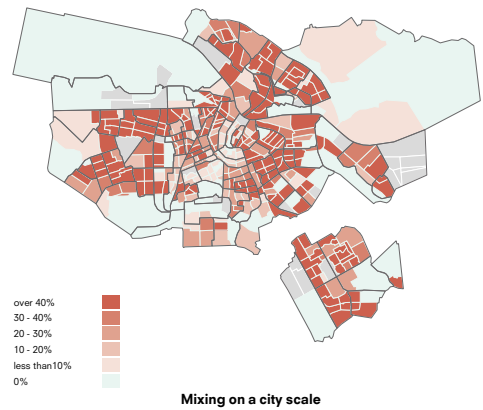 over 40%
30 - 40%
20 - 30%
10 - 20%
less than10%
0%
Mixing on a city scale